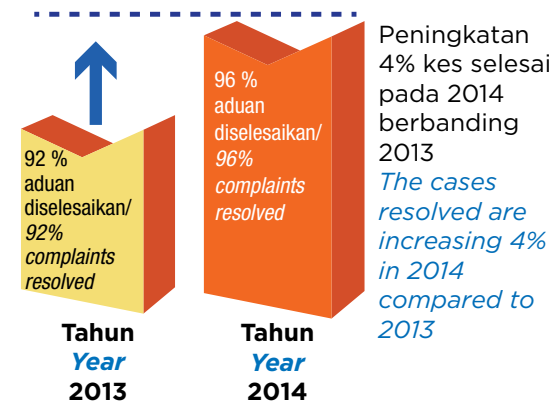 92 %
aduan
diselesaikan/
92%
complaints
resolved
Tahun
Year
2013
96 %
aduan
diselesaikan/
96%
complaints
resolved
Tahun
Year
2014
Peningkatan
4% kes selesai
pada 2014
berbanding
2013
The cases
resolved are
increasing 4%
in 2014
compared to
2013